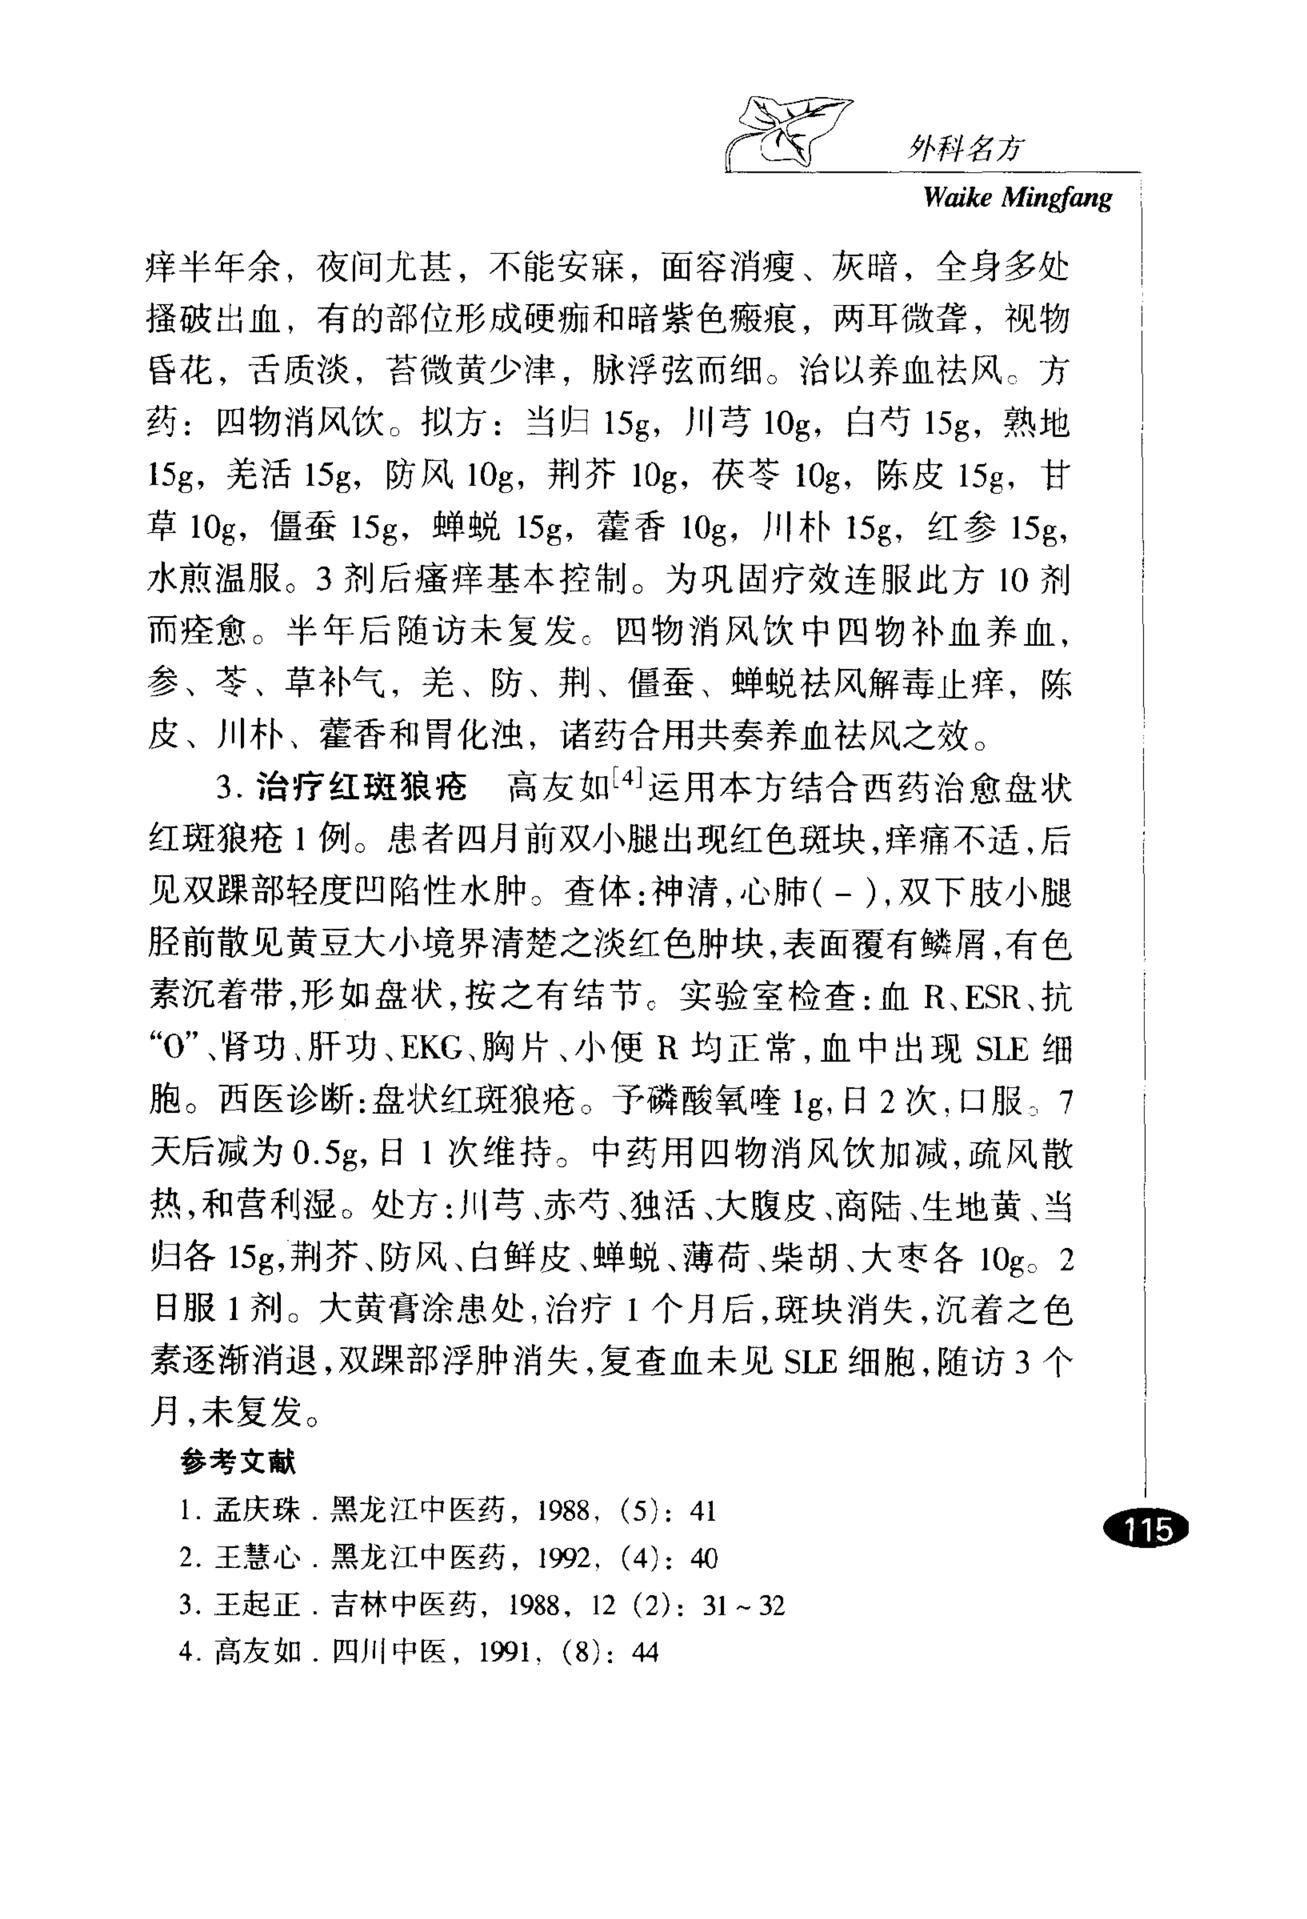 外科名方
Waike Mingfang
痒半年余，夜间尤甚，不能安寐，面容消瘦、灰暗，全身多处
搔破出血，有的部位形成硬痂和暗紫色瘢痕，两耳微聋，视物
昏花，舌质淡，苔微黄少津，脉浮弦而细。治以养血祛风。方
药：四物消风饮。拟方：当归 15g，川芎 10g，白芍 15g，熟地
15g，羌活 15g，防风 10g，荆芥 10g，茯苓 10g，陈皮 15g，甘
草 10g，僵蚕 15g，蝉蜕 15g，藿香 10g，川朴 15g，红参 15g，
水煎温服。3 剂后瘙痒基本控制。为巩固疗效连服此方 10 剂
而痊愈。半年后随访未复发。四物消风饮中四物补血养血，
参、苓、草补气，羌、防、荆、僵蚕、蝉蜕祛风解毒止痒，陈
皮、川朴、藿香和胃化浊，诸药合用共奏养血祛风之效。
3. 治疗红斑狼疮　高友如[4]运用本方结合西药治愈盘状
红斑狼疮 1 例。患者四月前双小腿出现红色斑块,痒痛不适,后
见双踝部轻度凹陷性水肿。查体:神清,心肺( - ),双下肢小腿
胫前散见黄豆大小境界清楚之淡红色肿块,表面覆有鳞屑,有色
素沉着带,形如盘状,按之有结节。实验室检查:血 R、ESR、抗
“O”、肾功、肝功、EKG、胸片、小便 R 均正常,血中出现 SLE 细
胞。西医诊断:盘状红斑狼疮。予磷酸氧喹 1g,日 2 次,口服。7
天后减为 0.5g,日 1 次维持。中药用四物消风饮加减,疏风散
热,和营利湿。处方:川芎、赤芍、独活、大腹皮、商陆、生地黄、当
归各 15g,荆芥、防风、白鲜皮、蝉蜕、薄荷、柴胡、大枣各 10g。2
日服 1 剂。大黄膏涂患处,治疗 1 个月后,斑块消失,沉着之色
素逐渐消退,双踝部浮肿消失,复查血未见 SLE 细胞,随访 3 个
月,未复发。
参考文献
1. 孟庆珠．黑龙江中医药，1988，(5)：41
2. 王慧心．黑龙江中医药，1992，(4)：40
3. 王起正．吉林中医药，1988，12 (2)：31～32
4. 高友如．四川中医，1991，(8)：44
115